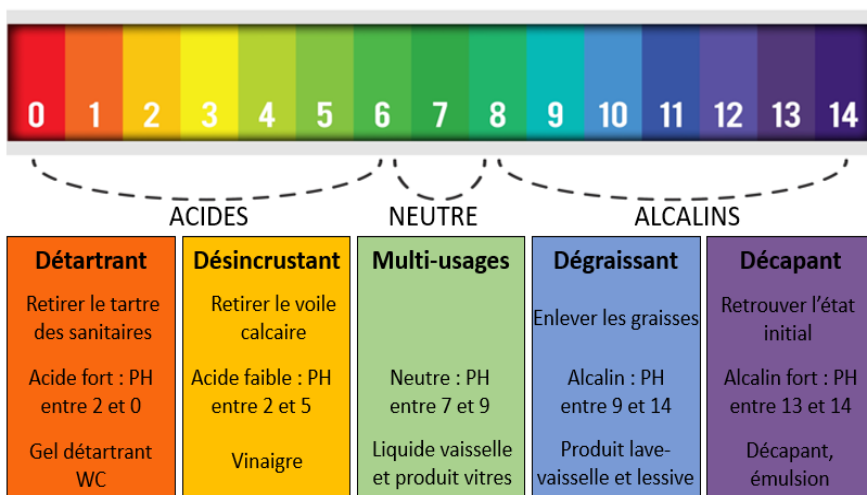 0 1 2 3 4 5 6 7 8 9 10 11 12 13 14
ACIDES NEUTRE ALCALINS
Détartrant
Retirer le tartre
des sanitaires
Acide fort : PH
entre 2 et 0
Gel détartrant
WC
Désincrustant
Retirer le voile
calcaire
Acide faible : PH
entre 2 et 5
Vinaigre
Multi-usages
Neutre : PH
entre 7 et 9
Liquide vaisselle
et produit vitres
Dégraissant
Enlever les graisses
Alcalin : PH
entre 9 et 14
Produit lave-
vaisselle et lessive
Décapant
Retrouver l'état
initial
Alcalin fort : PH
entre 13 et 14
Décapant,
émulsion